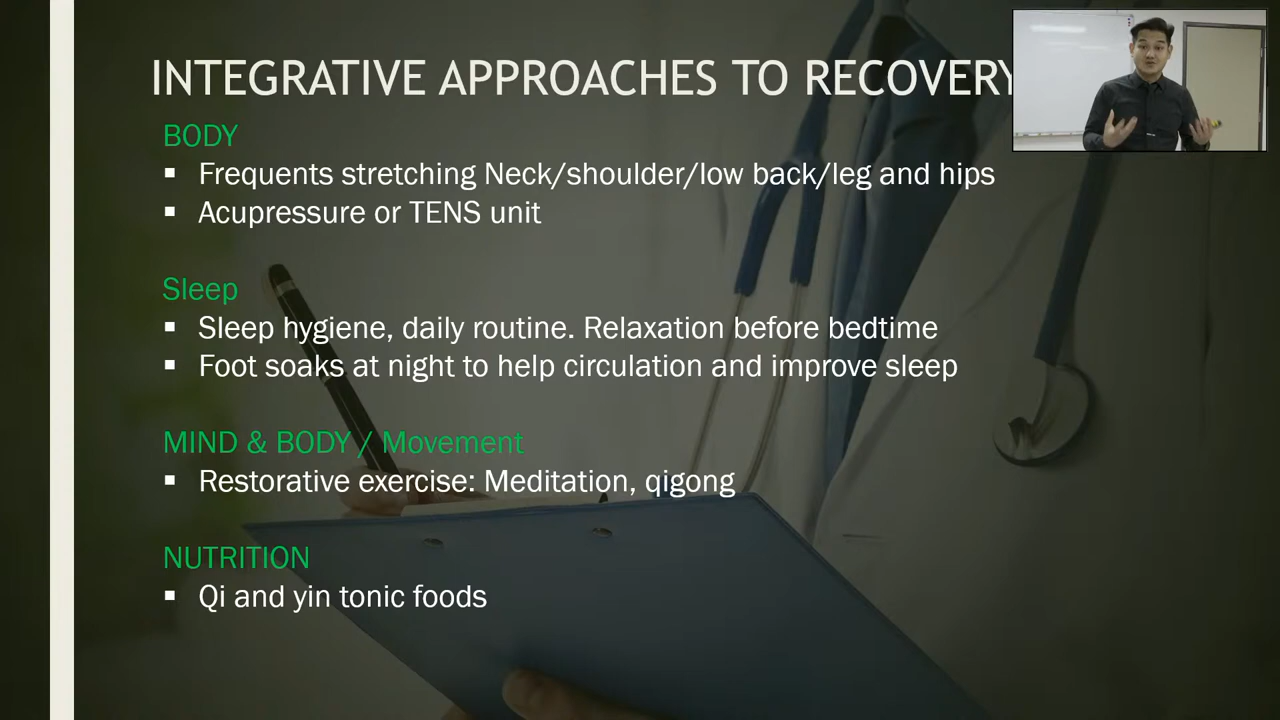 INTEGRATIVE APPROACHES TO RECOVERY
BODY
▪ Frequents stretching Neck/shoulder/low back/leg and hips
▪ Acupressure or TENS unit
Sleep
▪ Sleep hygiene, daily routine. Relaxation before bedtime
▪ Foot soaks at night to help circulation and improve sleep
MIND & BODY / Movement
▪ Restorative exercise: Meditation, qigong
NUTRITION
▪ Qi and yin tonic foods